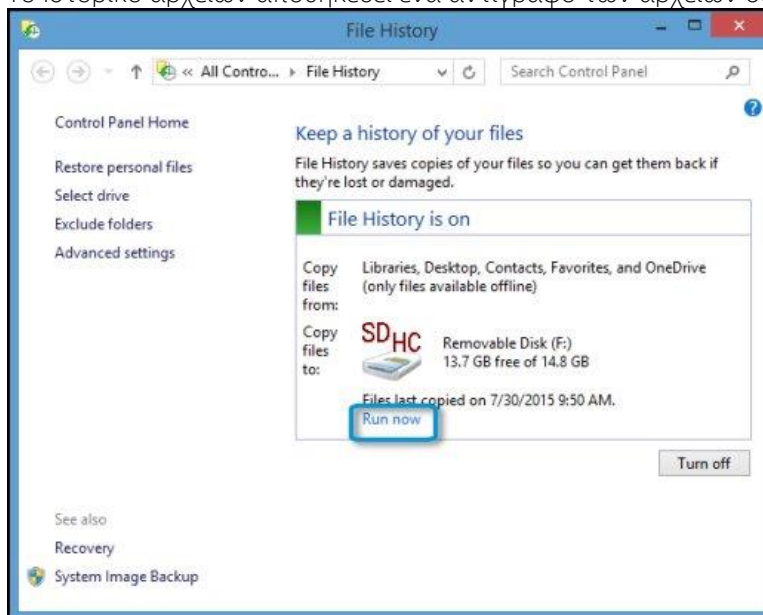 File History
« All Contro... ▸ File History
Search Control Panel
Control Panel Home
Restore personal files
Select drive
Exclude folders
Advanced settings
Keep a history of your files
File History saves copies of your files so you can get them back if
they're lost or damaged.
File History is on
Copy files from:
Libraries, Desktop, Contacts, Favorites, and OneDrive
(only files available offline)
Copy files to:
SDHC
Removable Disk (F:)
13.7 GB free of 14.8 GB
Files last copied on 7/30/2015 9:50 AM.
Run now
Turn off
See also
Recovery
System Image Backup